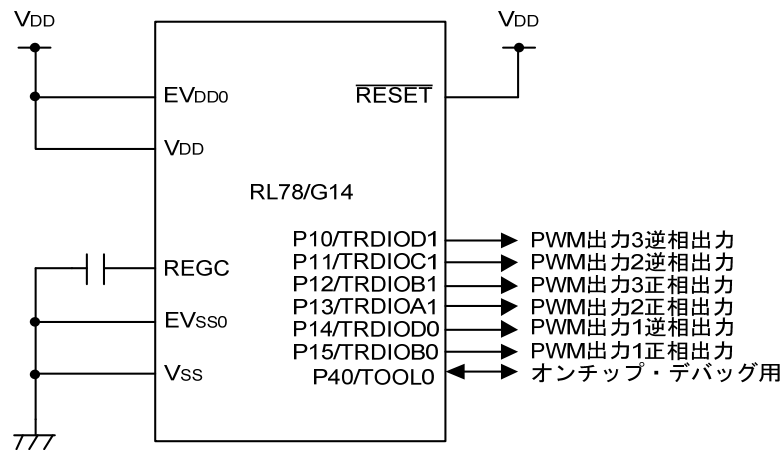 VDD
VDD
EVDD0
RESET
VDD
RL78/G14
P10/TRDIOD1
PWM出力3逆相出力
P11/TRDIOC1
PWM出力2逆相出力
REGC
P12/TRDIOB1
PWM出力3正相出力
P13/TRDIOA1
PWM出力2正相出力
EVSS0
P14/TRDIOD0
PWM出力1逆相出力
P15/TRDIOB0
PWM出力1正相出力
VSS
P40/TOOL0
オンチップ・デバッグ用